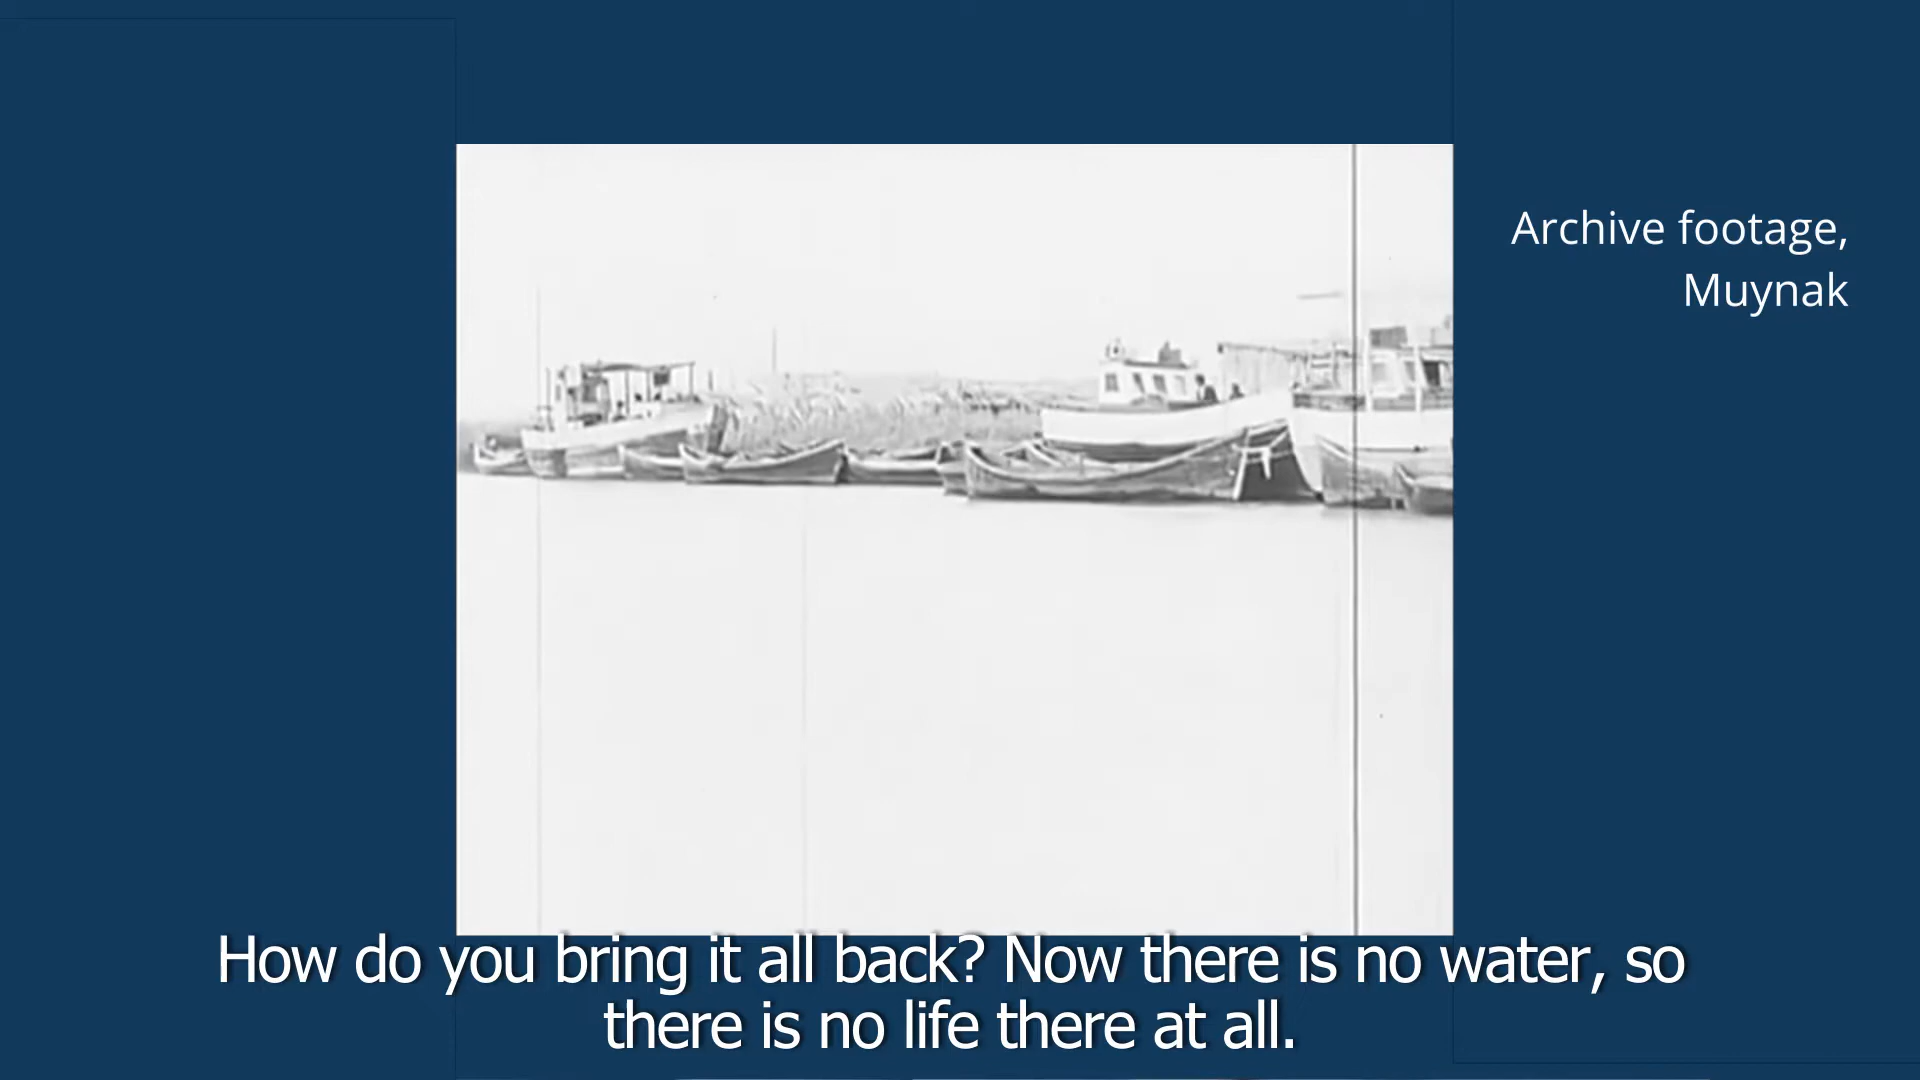 Archive footage,
Muynak
How do you bring it all back? Now there is no water, so
there is no life there at all.